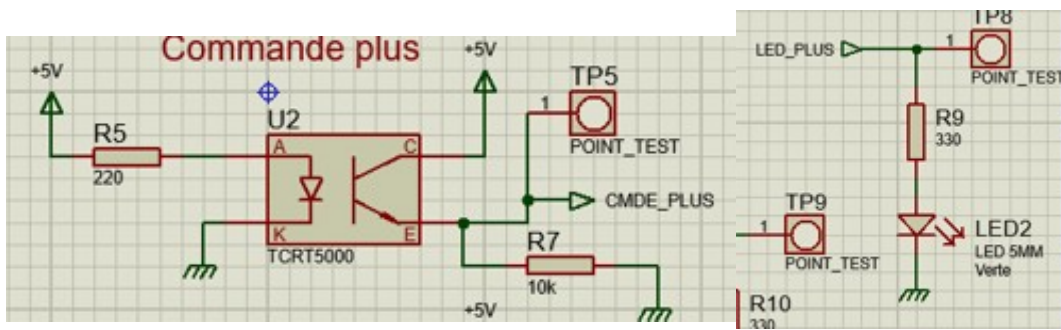 Commande plus
+5V
+5V
TP5
1
POINT_TEST
R5
220
U2
A
C
K
E
TCRT5000
CMDE_PLUS
R7
10k
+5V
TP8
LED_PLUS
1
POINT_TEST
R9
330
TP9
1
POINT_TEST
LED2
LED 5MM
Verte
R10
330